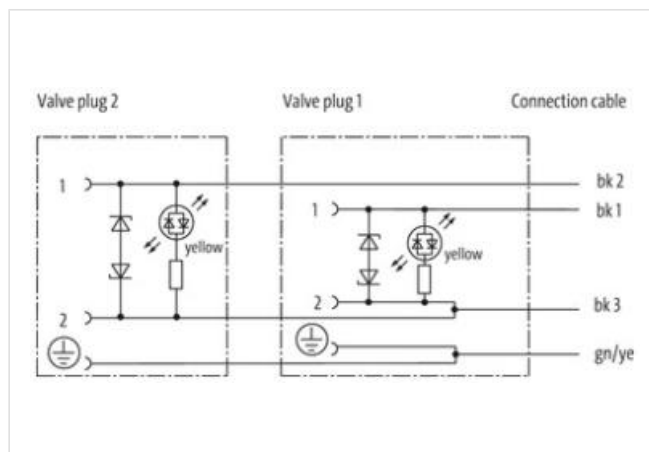 Valve plug 2 Valve plug 1 Connection cable
1 bk 2
1 bk 1
yellow yellow
2 bk 3
2
gn/ye